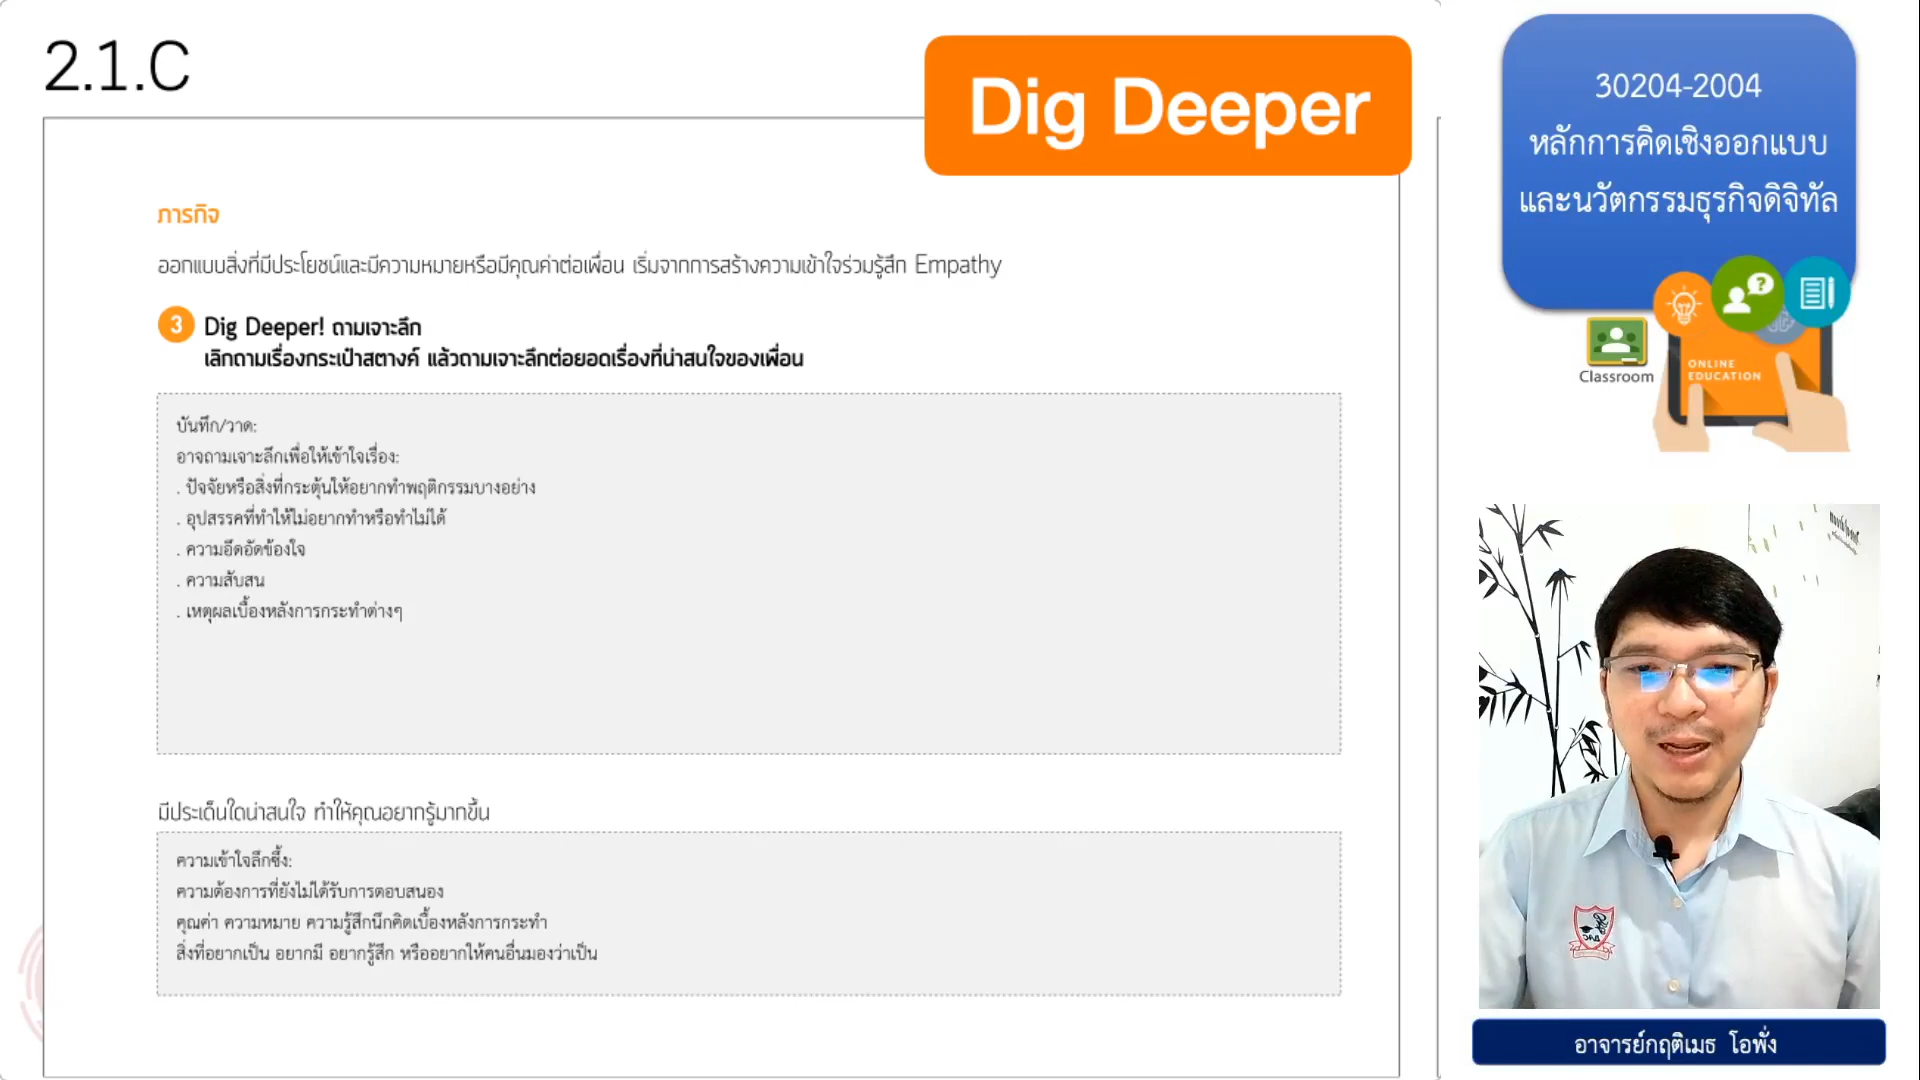 2.1.C
Dig Deeper
ภารกิจ
ออกแบบสิ่งที่มีประโยชน์และมีความหมายหรือมีคุณค่าต่อเพื่อน เริ่มจากการสร้างความเข้าใจร่วมรู้สึก Empathy
3 Dig Deeper! ถามเจาะลึก
เลิกถามเรื่องกระเป๋าสตางค์ แล้วถามเจาะลึกต่อยอดเรื่องที่น่าสนใจของเพื่อน
บันทึก/วาด:
อาจถามเจาะลึกเพื่อให้เข้าใจเรื่อง:
. ปัจจัยหรือสิ่งที่กระตุ้นให้อยากทำพฤติกรรมบางอย่าง
. อุปสรรคที่ทำให้ไม่อยากทำหรือทำไม่ได้
. ความอึดอัดข้องใจ
. ความสับสน
. เหตุผลเบื้องหลังการกระทำต่างๆ
มีประเด็นใดน่าสนใจ ทำให้คุณอยากรู้มากขึ้น
ความเข้าใจลึกซึ้ง:
ความต้องการที่ยังไม่ได้รับการตอบสนอง
คุณค่า ความหมาย ความรู้สึกนึกคิดเบื้องหลังการกระทำ
สิ่งที่อยากเป็น อยากมี อยากรู้สึก หรืออยากให้คนอื่นมองว่าเป็น
30204-2004
หลักการคิดเชิงออกแบบ
และนวัตกรรมธุรกิจดิจิทัล
?
Classroom
ONLINE
EDUCATION
อาจารย์กฤติเมธ โอพั่ง